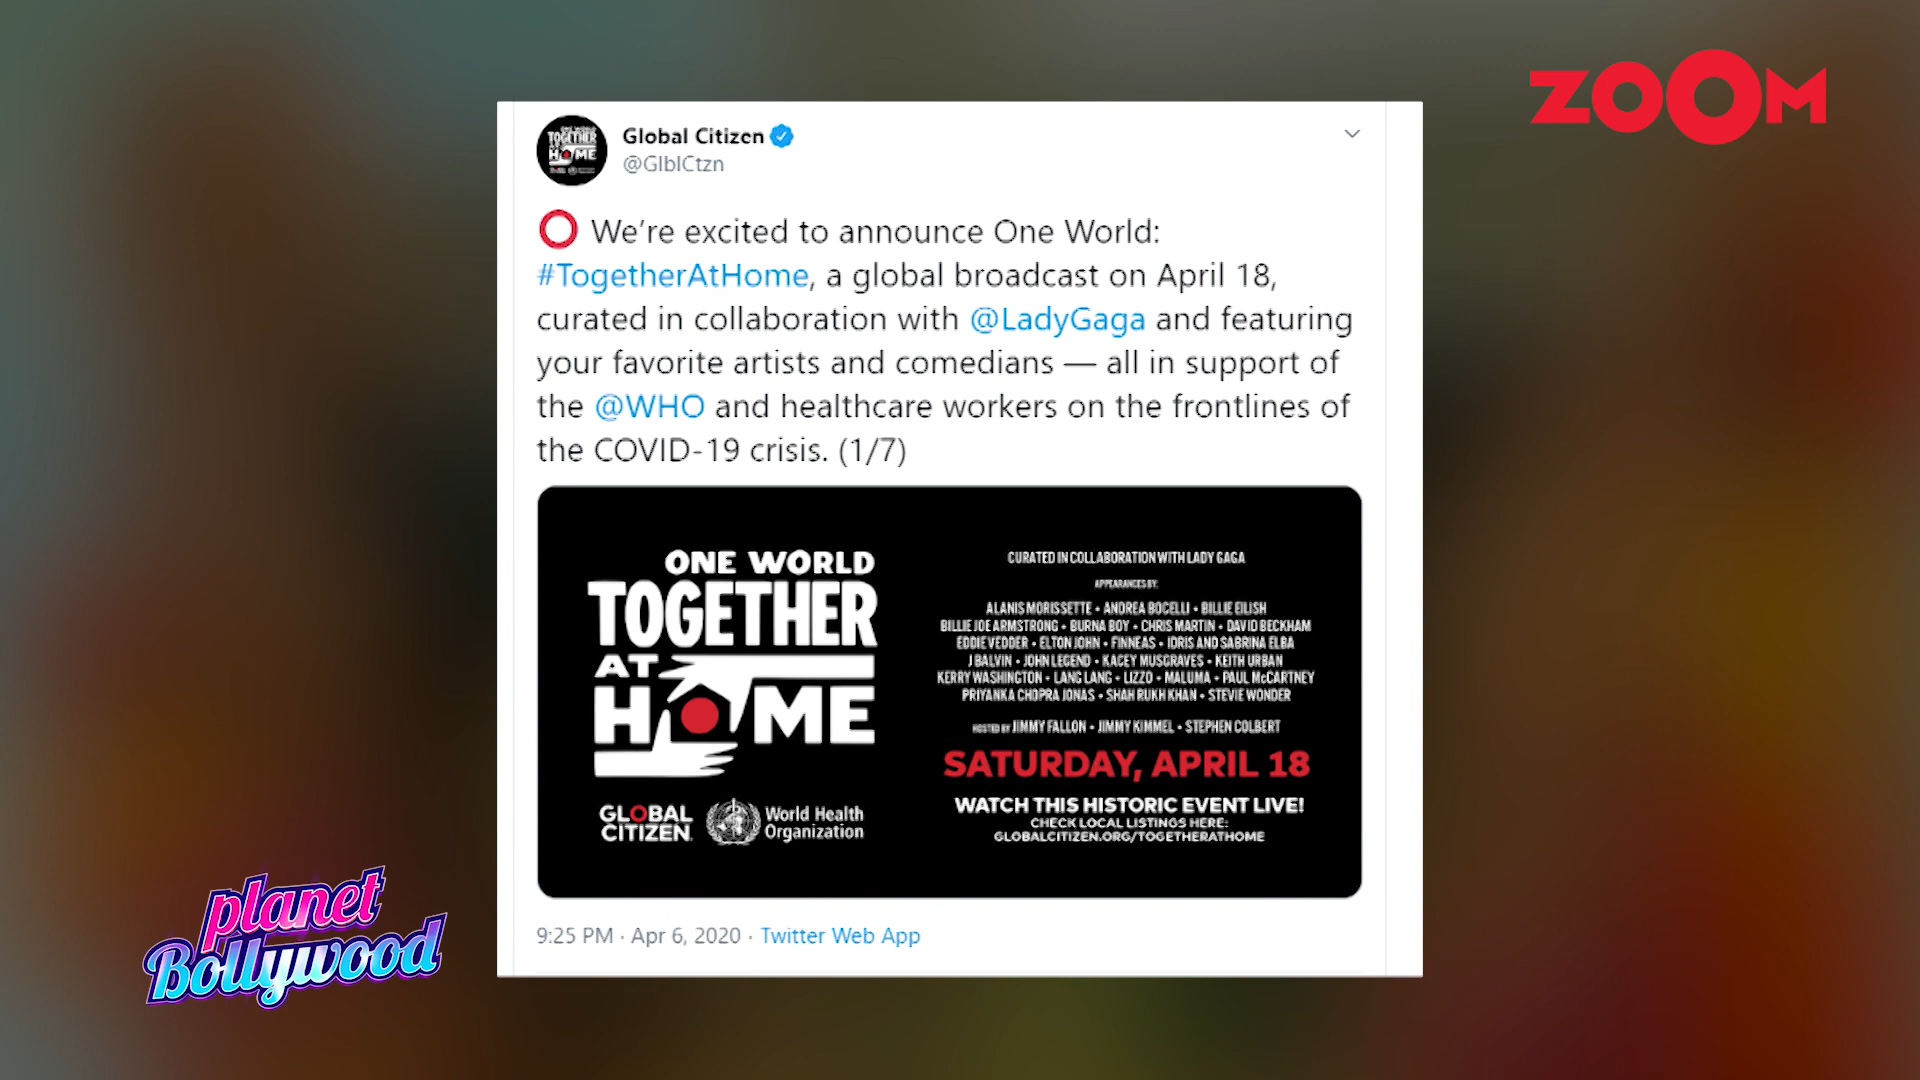 ZOOM
Global Citizen
@GlblCtzn
We're excited to announce One World:
#TogetherAtHome, a global broadcast on April 18,
curated in collaboration with @LadyGaga and featuring
your favorite artists and comedians — all in support of
the @WHO and healthcare workers on the frontlines of
the COVID-19 crisis. (1/7)
ONE WORLD
TOGETHER
AT
HOME
GLOBAL
CITIZEN.
World Health
Organization
CURATED IN COLLABORATION WITH LADY GAGA
APPEARANCES BY:
ALANIS MORISSETTE • ANDREA BOCELLI • BILLIE EILISH
BILLIE JOE ARMSTRONG • BURNA BOY • CHRIS MARTIN • DAVID BECKHAM
EDDIE VEDDER • ELTON JOHN • FINNEAS • IDRIS AND SABRINA ELBA
J BALVIN • JOHN LEGEND • KACEY MUSGRAVES • KEITH URBAN
KERRY WASHINGTON • LANG LANG • LIZZO • MALUMA • PAUL McCARTNEY
PRIYANKA CHOPRA JONAS • SHAH RUKH KHAN • STEVIE WONDER
HOSTED BY JIMMY FALLON • JIMMY KIMMEL • STEPHEN COLBERT
SATURDAY, APRIL 18
WATCH THIS HISTORIC EVENT LIVE!
CHECK LOCAL LISTINGS HERE:
GLOBALCITIZEN.ORG/TOGETHERATHOME
9:25 PM · Apr 6, 2020 · Twitter Web App
planet
Bollywood